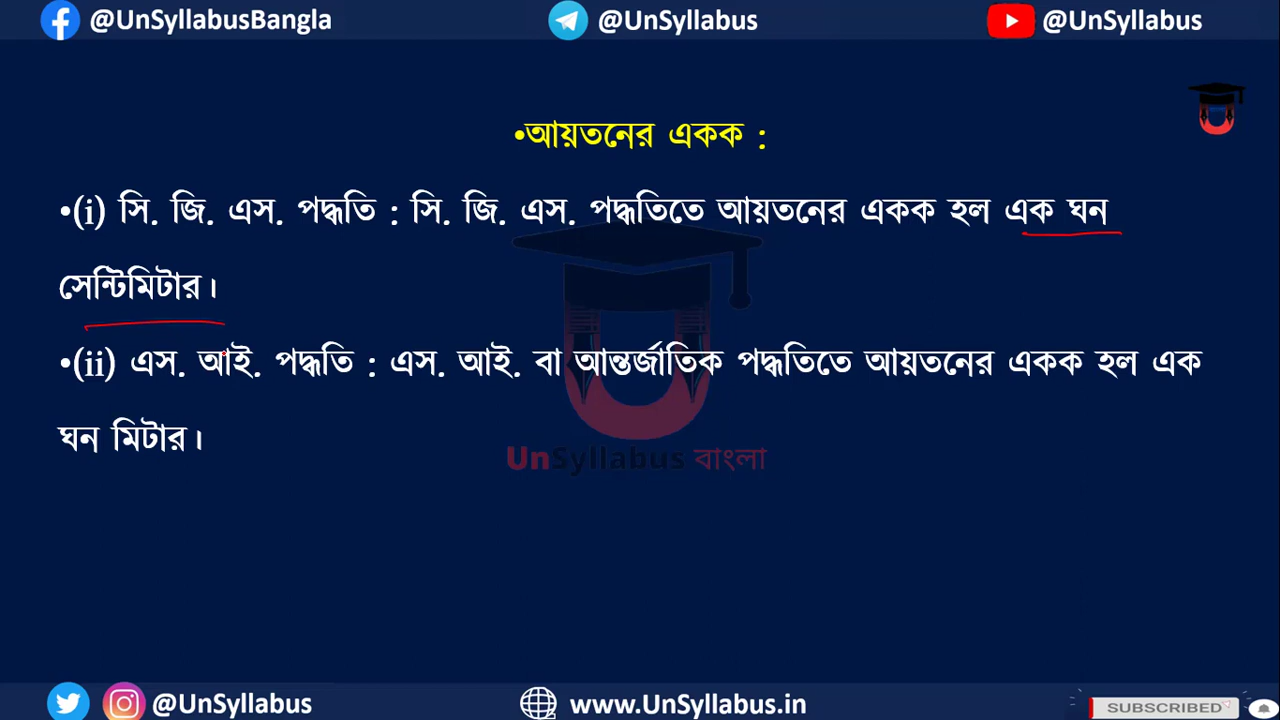 @UnSyllabusBangla @UnSyllabus @UnSyllabus
•আয়তনের একক :
•(i) সি. জি. এস. পদ্ধতি : সি. জি. এস. পদ্ধতিতে আয়তনের একক হল এক ঘন
সেন্টিমিটার।
•(ii) এস. আই. পদ্ধতি : এস. আই. বা আন্তর্জাতিক পদ্ধতিতে আয়তনের একক হল এক
ঘন মিটার।
UnSyllabus বাংলা
@UnSyllabus www.UnSyllabus.in SUBSCRIBED